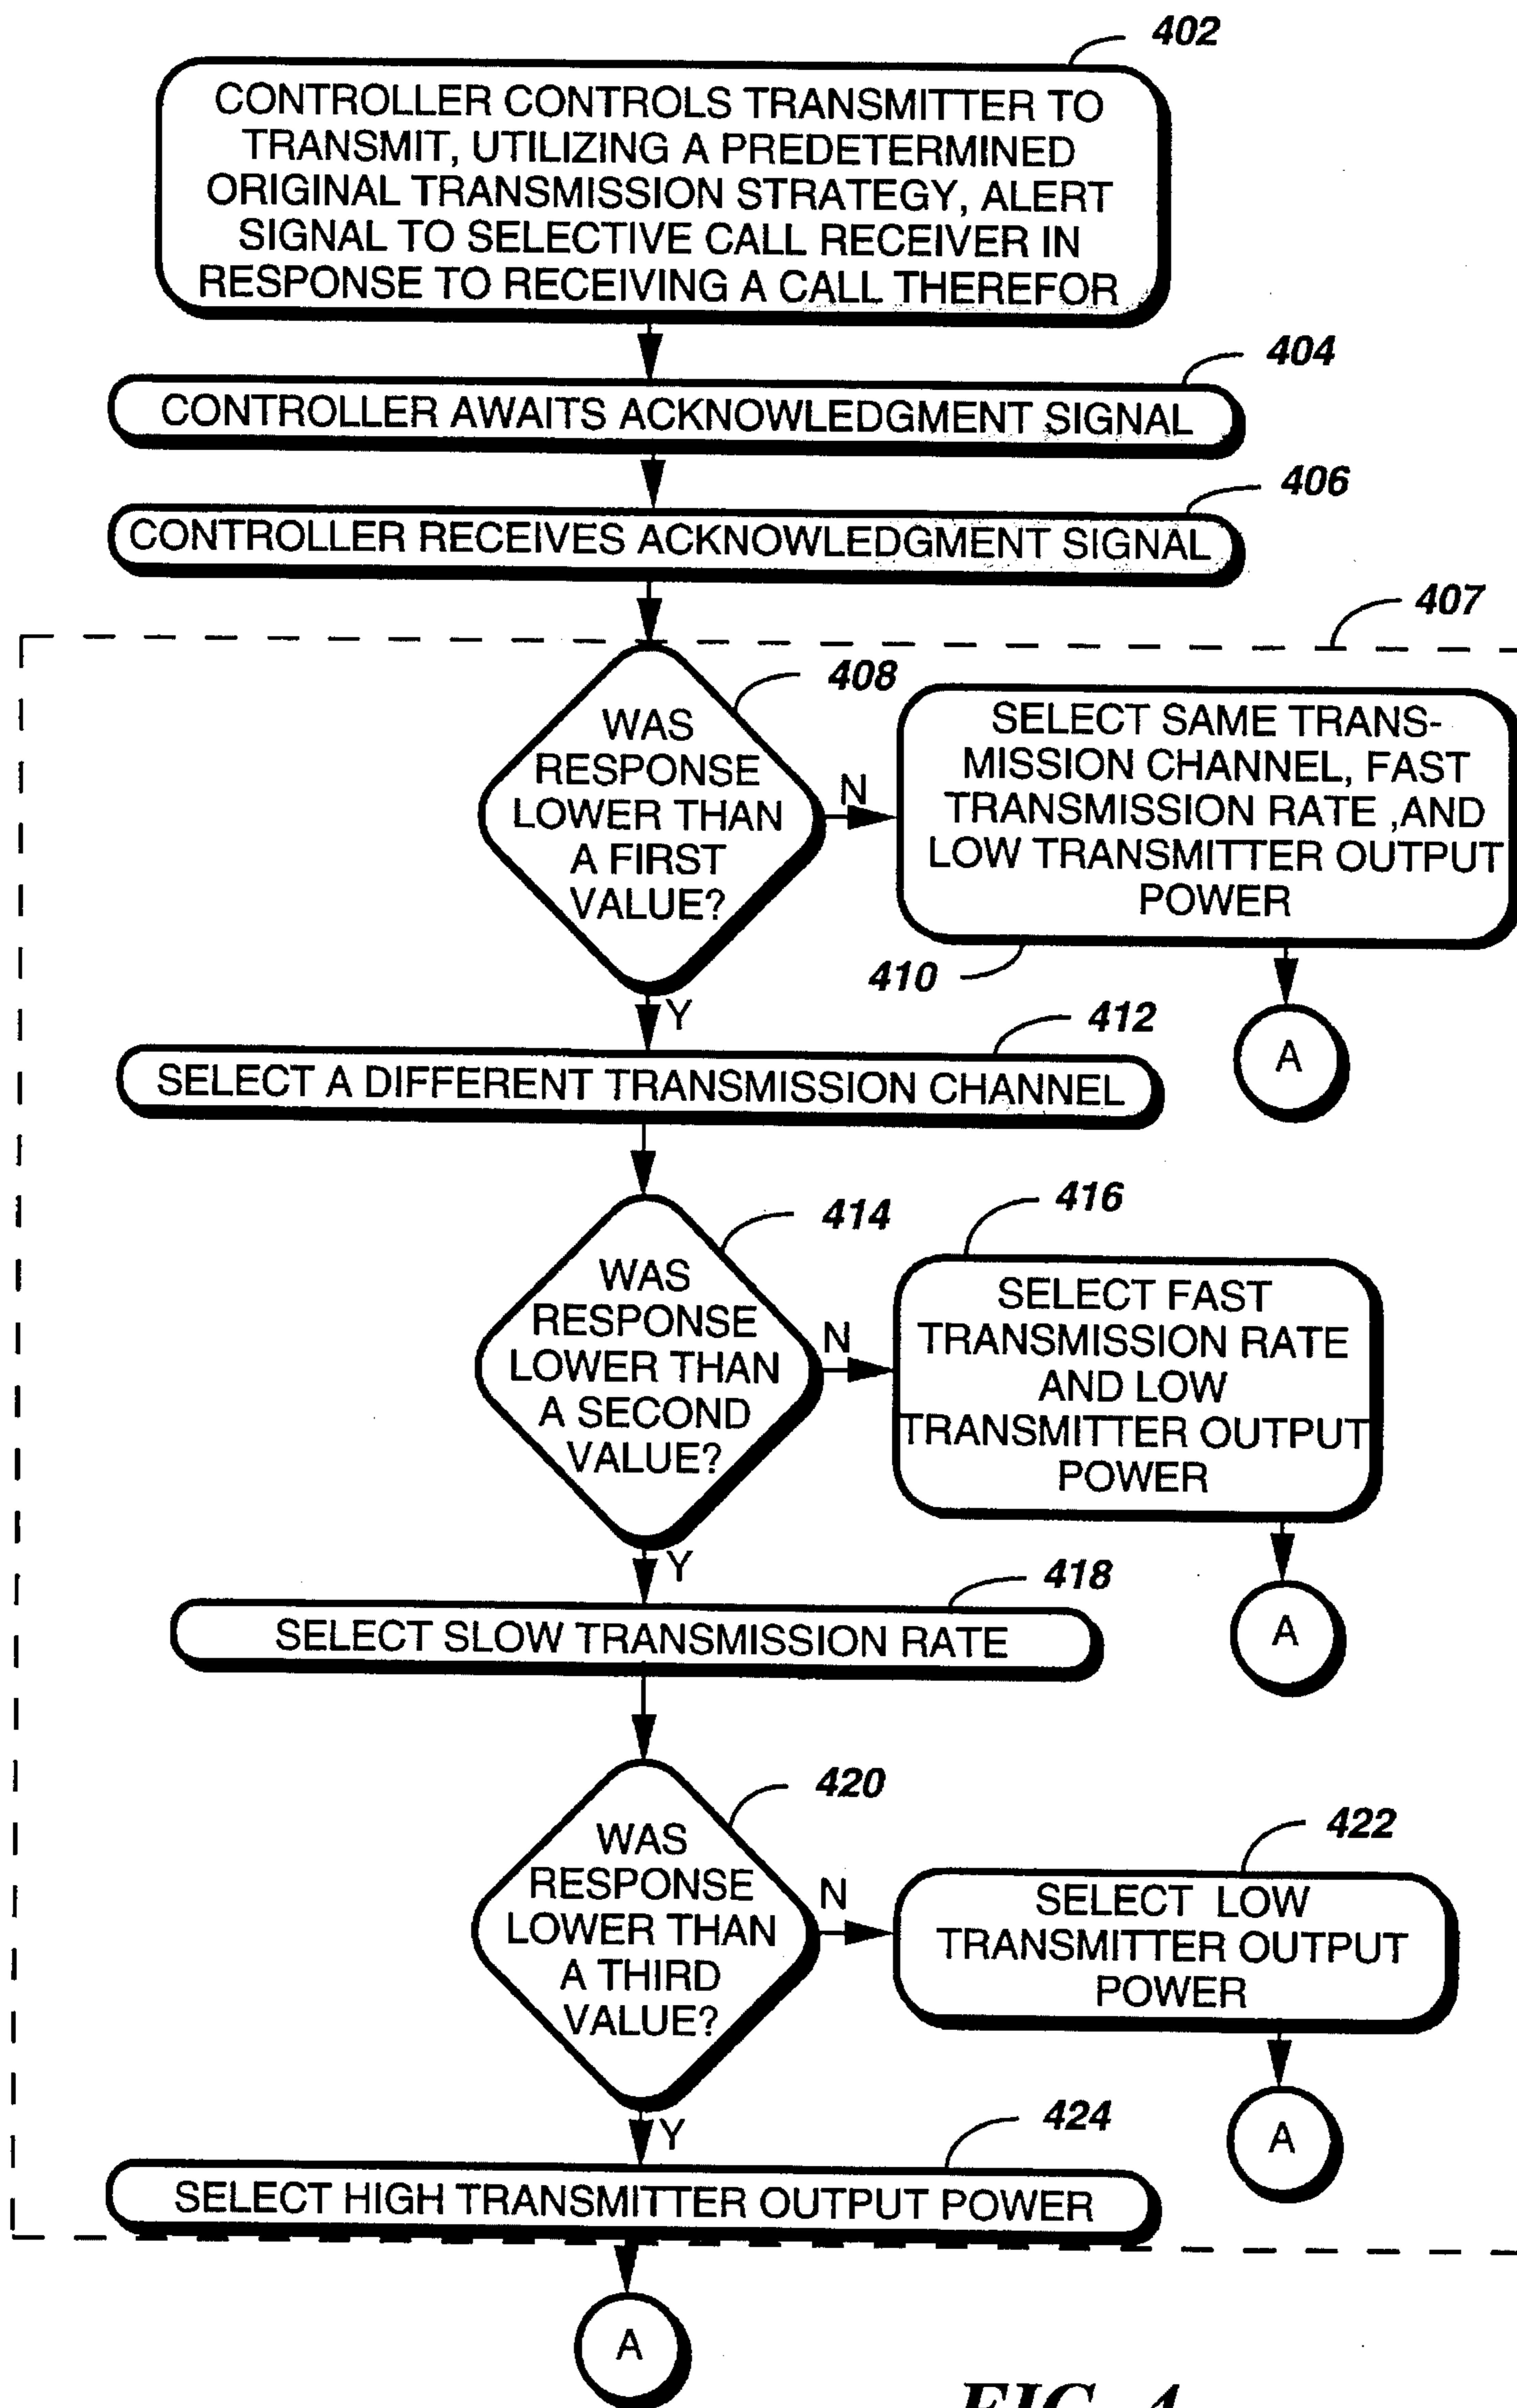 402
CONTROLLER CONTROLS TRANSMITTER TO
TRANSMIT, UTILIZING A PREDETERMINED
ORIGINAL TRANSMISSION STRATEGY, ALERT
SIGNAL TO SELECTIVE CALL RECEIVER IN
RESPONSE TO RECEIVING A CALL THEREFOR
404
CONTROLLER AWAITS ACKNOWLEDGMENT SIGNAL
406
CONTROLLER RECEIVES ACKNOWLEDGMENT SIGNAL
407
408
WAS
RESPONSE
LOWER THAN
A FIRST
VALUE?
N
SELECT SAME TRANS-
MISSION CHANNEL, FAST
TRANSMISSION RATE ,AND
LOW TRANSMITTER OUTPUT
POWER
410
A
Y
412
SELECT A DIFFERENT TRANSMISSION CHANNEL
414
WAS
RESPONSE
LOWER THAN
A SECOND
VALUE?
N
416
SELECT FAST
TRANSMISSION RATE
AND LOW
TRANSMITTER OUTPUT
POWER
A
Y
418
SELECT SLOW TRANSMISSION RATE
420
WAS
RESPONSE
LOWER THAN
A THIRD
VALUE?
N
422
SELECT LOW
TRANSMITTER OUTPUT
POWER
A
Y
424
SELECT HIGH TRANSMITTER OUTPUT POWER
A
FIG. 4